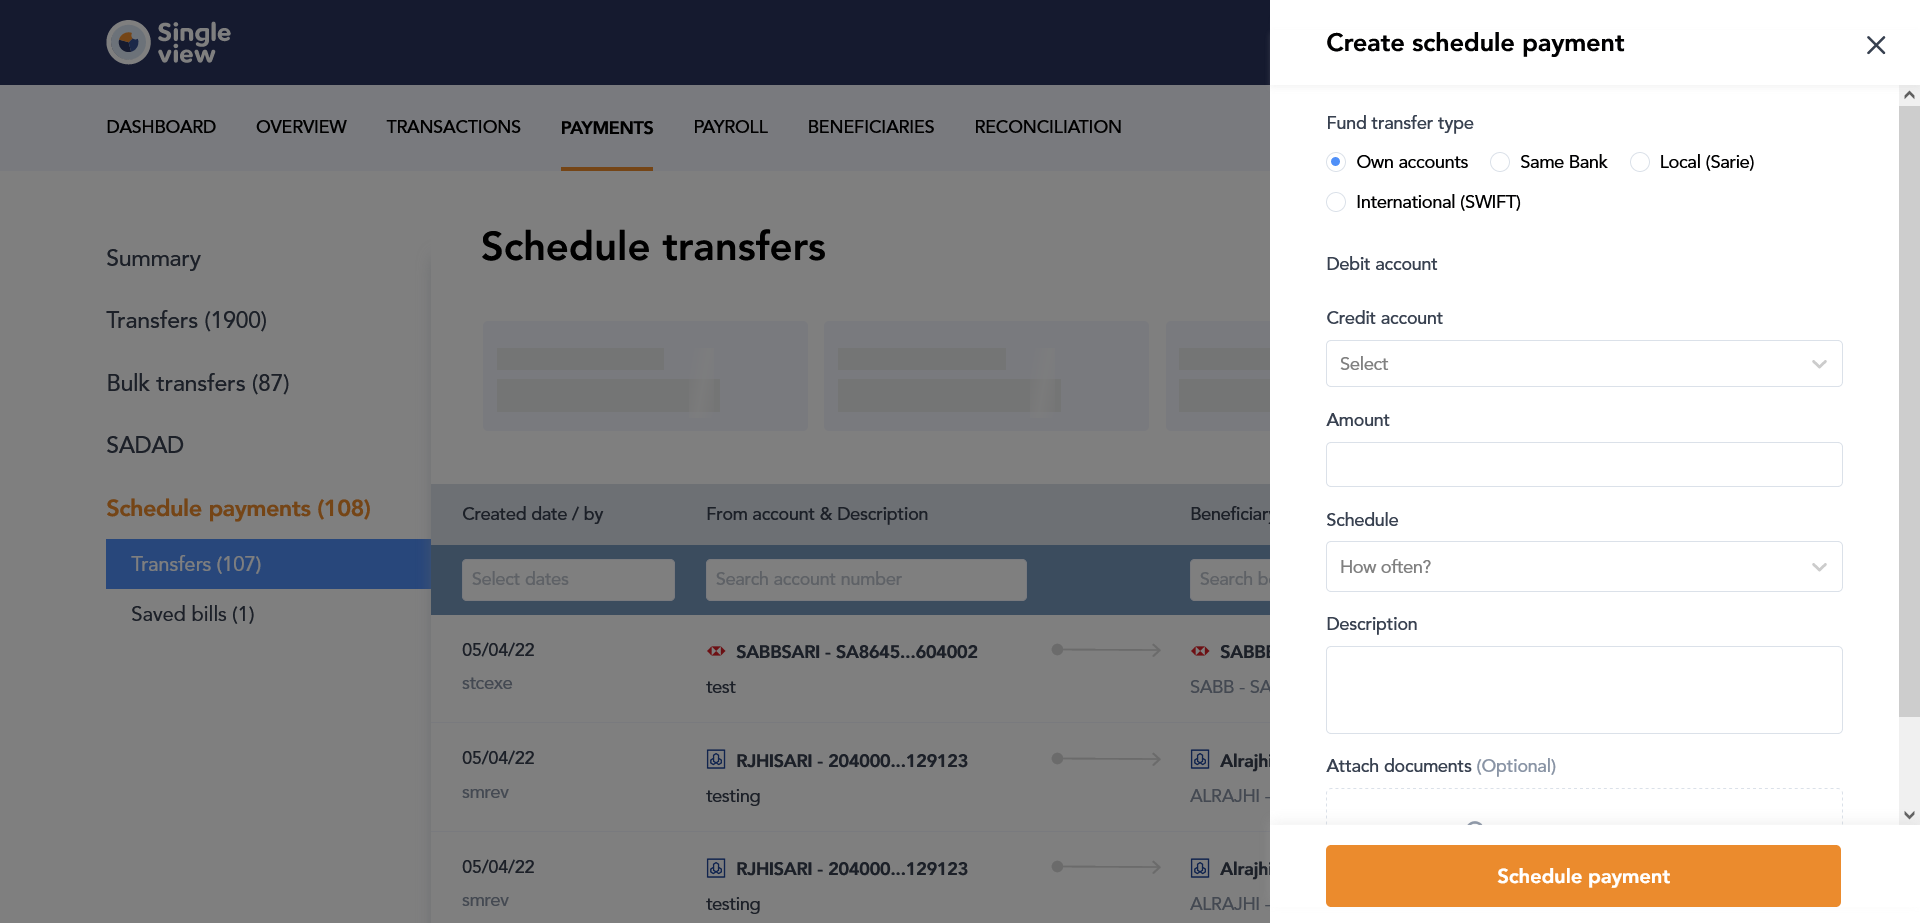 Single
view
DASHBOARD OVERVIEW TRANSACTIONS PAYMENTS PAYROLL BENEFICIARIES RECONCILIATION
Summary
Transfers (1900)
Bulk transfers (87)
SADAD
Schedule payments (108)
Transfers (107)
Saved bills (1)
Schedule transfers
Created date / by From account & Description Beneficiary
Select dates Search account number Search
05/04/22 SABBSARI - SA8645...604002
stcexe test SABB -
05/04/22 RJHISARI - 204000...129123 Alrajhi
smrev testing ALRAJHI -
05/04/22 RJHISARI - 204000...129123 Alrajhi
smrev testing ALRAJHI -
Create schedule payment
Fund transfer type
Own accounts Same Bank Local (Sarie)
International (SWIFT)
Debit account
Credit account
Select
Amount
Schedule
How often?
Description
Attach documents (Optional)
Schedule payment